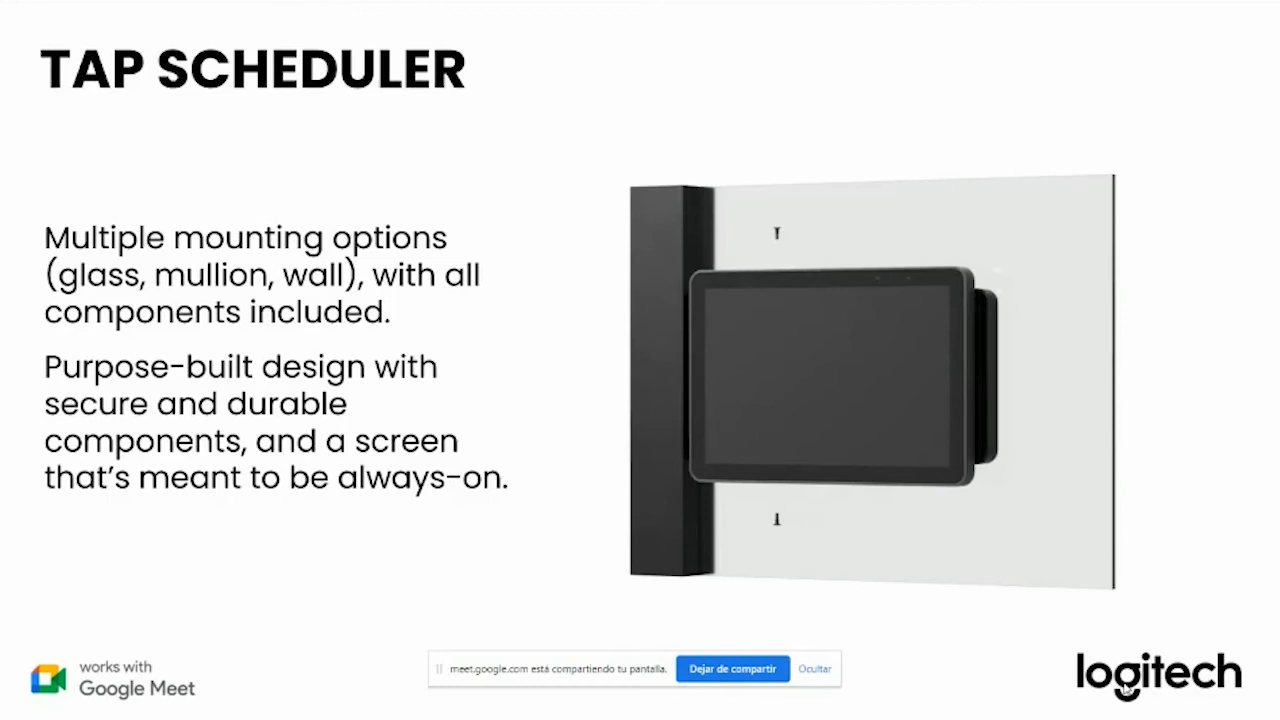 TAP SCHEDULER
Multiple mounting options
(glass, mullion, wall), with all
components included.
Purpose-built design with
secure and durable
components, and a screen
that’s meant to be always-on.
works with
Google Meet
meet.google.com está compartiendo tu pantalla.
Dejar de compartir
Ocultar
logitech